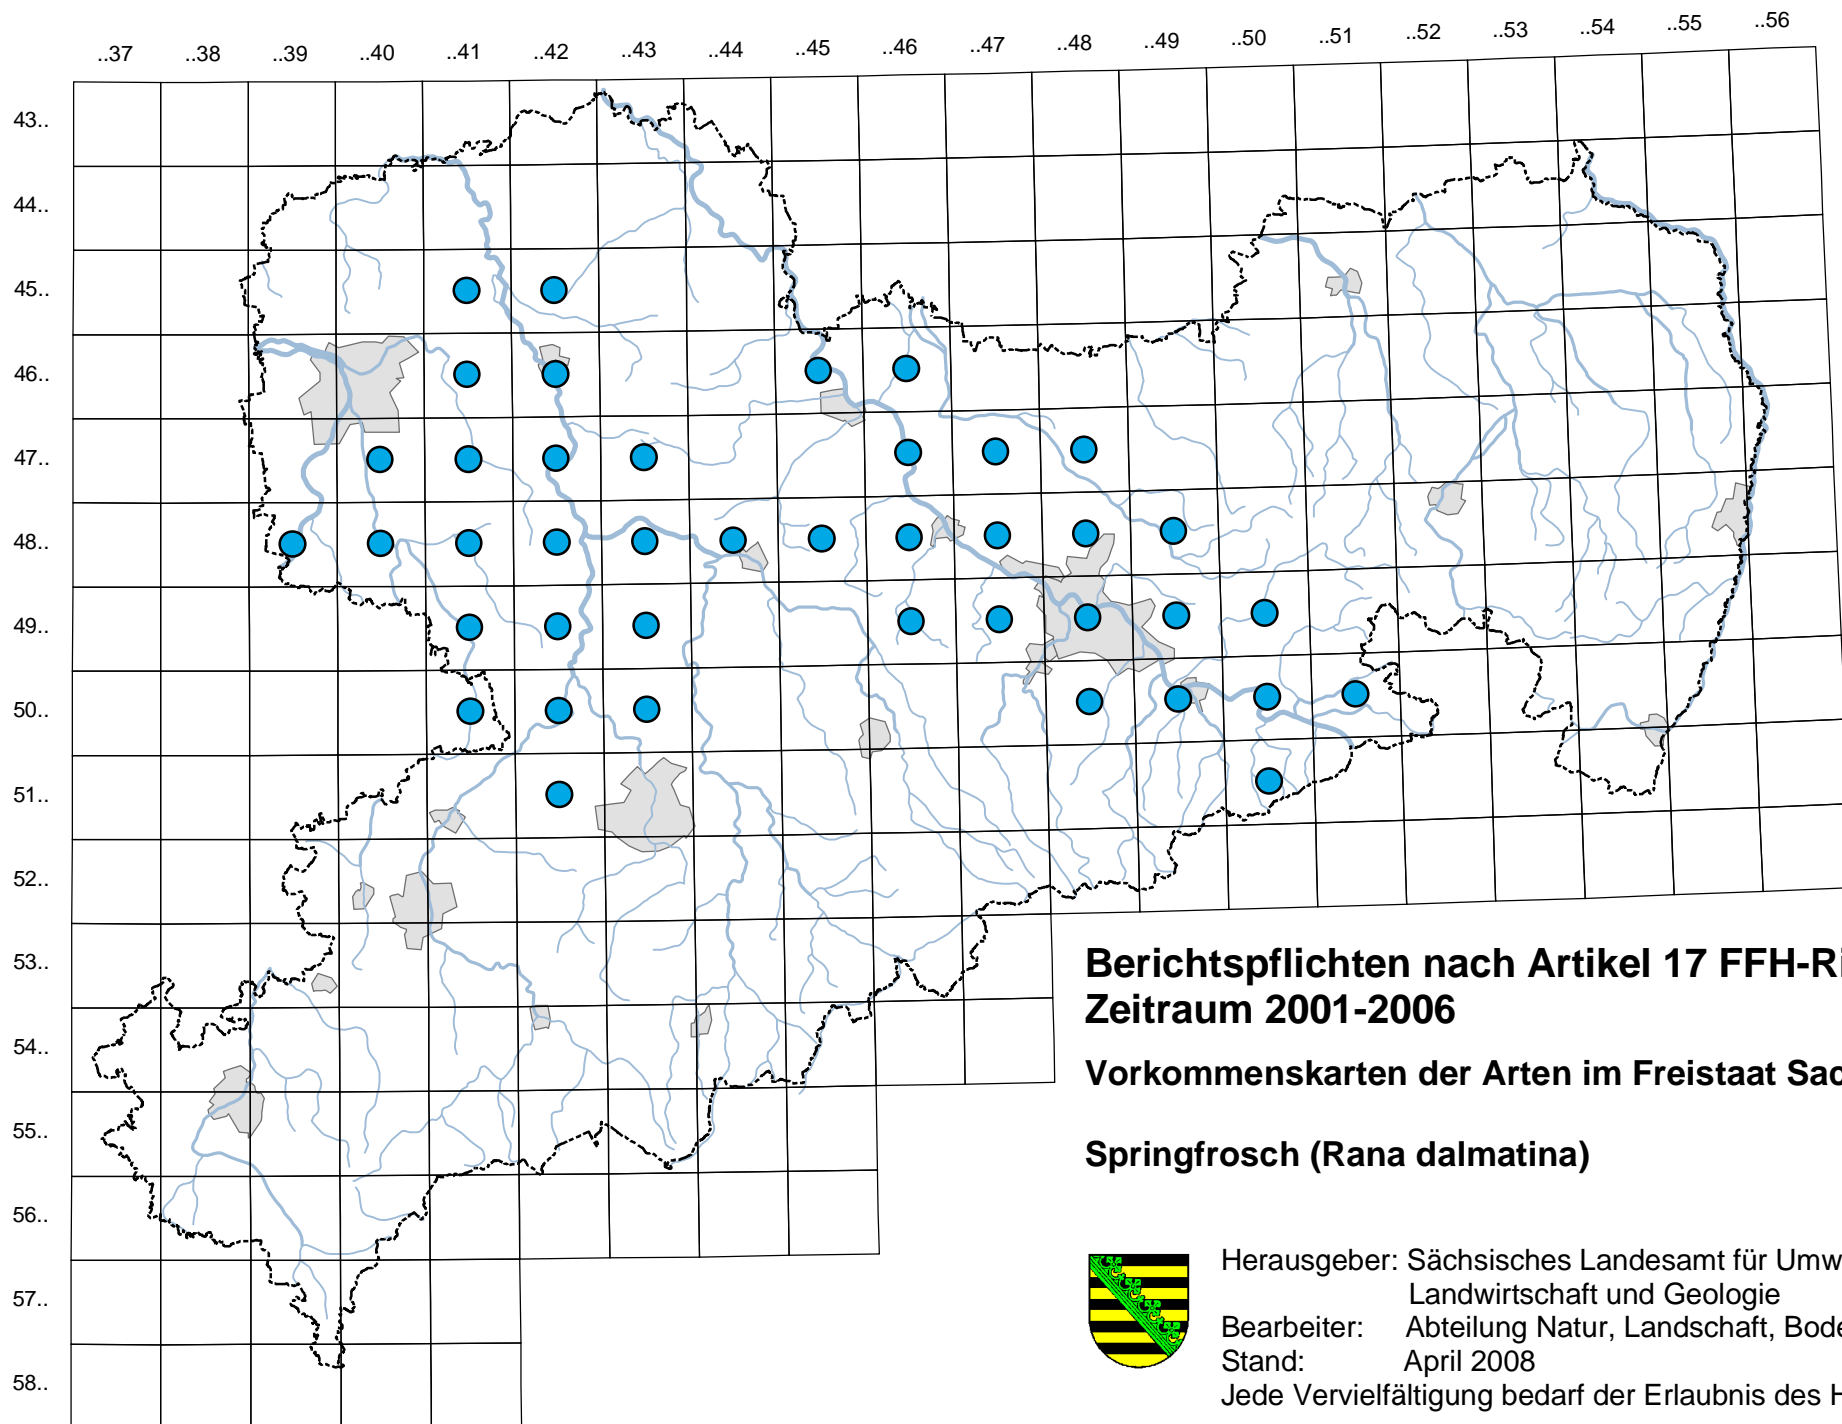 ..37 ..38 ..39 ..40 ..41 ..42 ..43 ..44 ..45 ..46 ..47 ..48 ..49 ..50 ..51 ..52 ..53 ..54 ..55 ..56
43..
44..
45..
46..
47..
48..
49..
50..
51..
52..
53..
54..
55..
56..
57..
58..
Berichtspflichten nach Artikel 17 FFH-Ri
Zeitraum 2001-2006
Vorkommenskarten der Arten im Freistaat Sac
Springfrosch (Rana dalmatina)
Herausgeber: Sächsisches Landesamt für Umw
Landwirtschaft und Geologie
Bearbeiter: Abteilung Natur, Landschaft, Bode
Stand: April 2008
Jede Vervielfältigung bedarf der Erlaubnis des H